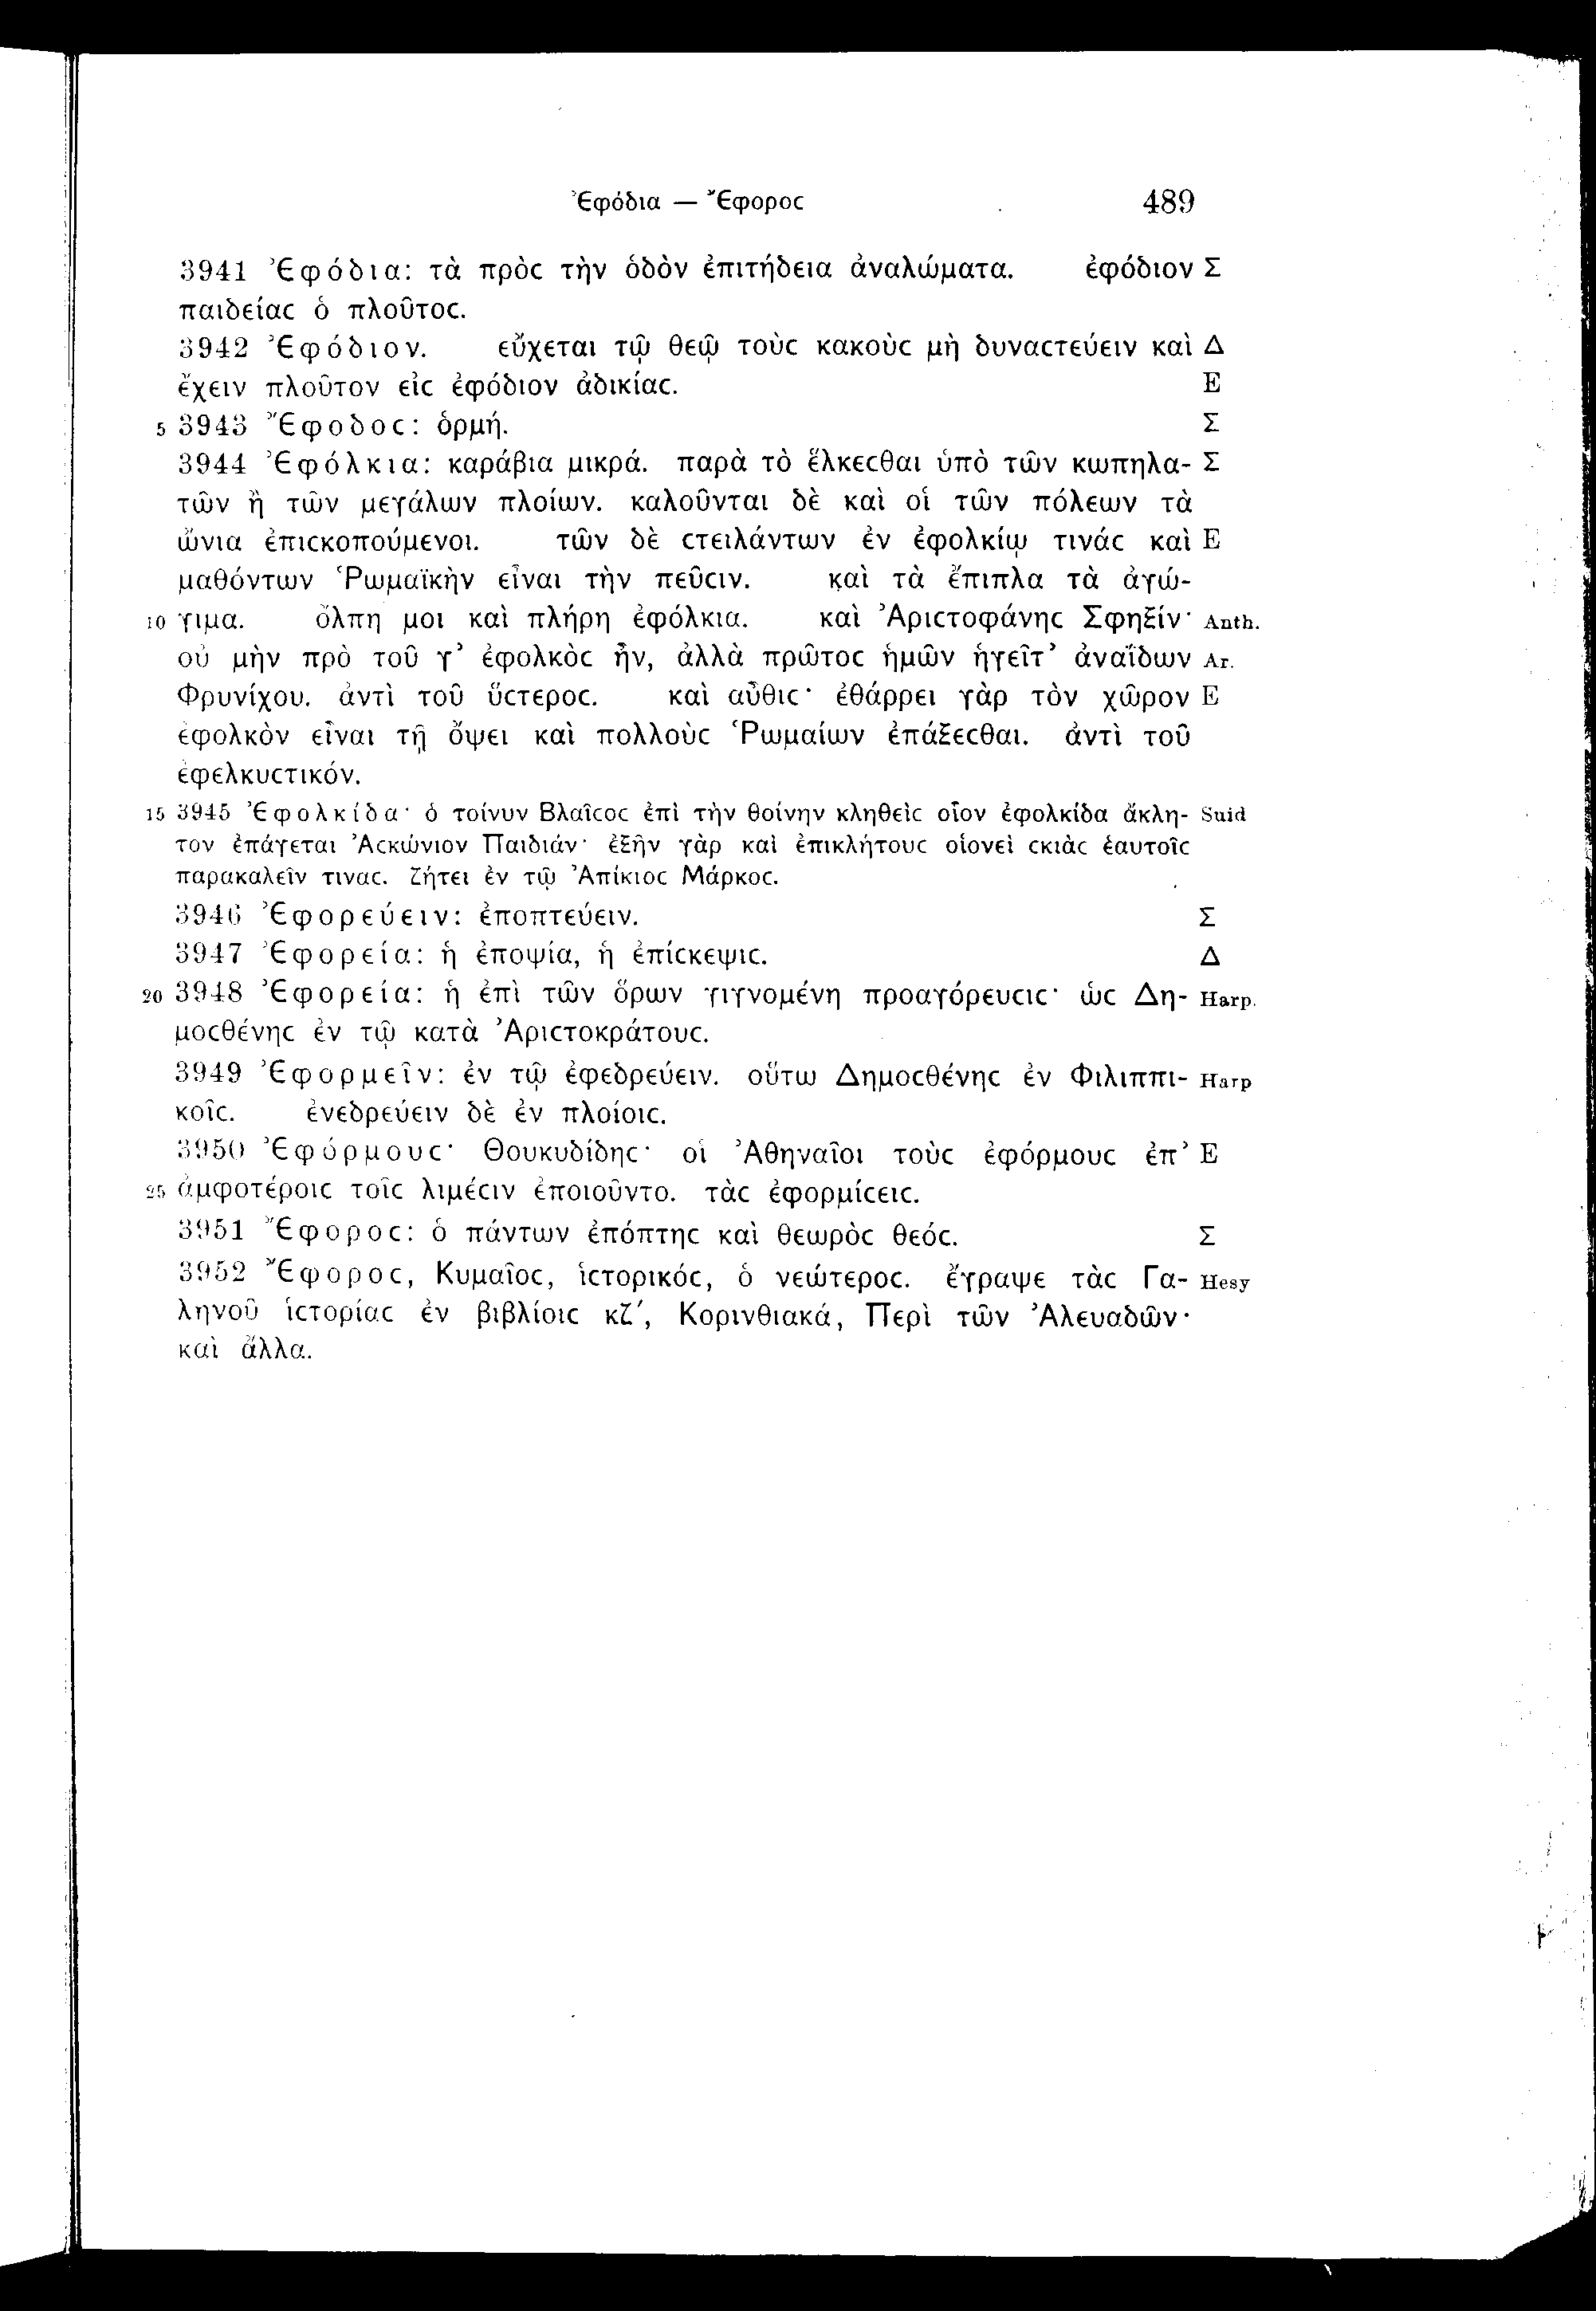 Ἐφόδια — Ἔφοροϲ 489
3941 Ἐφόδια: τὰ πρὸϲ τὴν ὁδὸν ἐπιτήδεια ἀναλώματα. ἐφόδιον Σ
παιδείαϲ ὁ πλοῦτοϲ.
3942 Ἐφόδιον. εὔχεται τῷ θεῷ τοὺϲ κακοὺϲ μὴ δυναϲτεύειν καὶ Δ
ἔχειν πλοῦτον εἰϲ ἐφόδιον ἀδικίαϲ. E
5 3943 Ἔφοδοϲ: ὁρμή. Σ
3944 Ἐφόλκια: καράβια μικρά. παρὰ τὸ ἕλκεϲθαι ὑπὸ τῶν κωπηλα- Σ
τῶν ἢ τῶν μεγάλων πλοίων. καλοῦνται δὲ καὶ οἱ τῶν πόλεων τὰ
ὤνια ἐπιϲκοπούμενοι. τῶν δὲ ϲτειλάντων ἐν ἐφολκίῳ τινάϲ καὶ E
μαθόντων Ῥωμαϊκὴν εἶναι τὴν πεῦϲιν. καὶ τὰ ἔπιπλα τὰ ἀγώ-
10 γιμα. ὄλπη μοι καὶ πλήρη ἐφόλκια. καὶ Ἀριϲτοφάνηϲ Σφηξίν· Anth.
οὐ μὴν πρὸ τοῦ γ’ ἐφολκὸϲ ἦν, ἀλλὰ πρῶτοϲ ἡμῶν ἡγεῖτ’ ἀναΐδων Ar.
Φρυνίχου. ἀντὶ τοῦ ὕϲτεροϲ. καὶ αὖθιϲ· ἐθάρρει γὰρ τὸν χῶρον E
ἐφολκὸν εἶναι τῇ ὄψει καὶ πολλοὺϲ Ῥωμαίων ἐπάξεϲθαι. ἀντὶ τοῦ
ἐφελκυϲτικόν.
15 3945 Ἐφολκίδα· ὁ τοίνυν Βλαῖϲοϲ ἐπὶ τὴν θοίνην κληθεὶϲ οἷον ἐφολκίδα ἄκλη- Suid
τον ἐπάγεται Ἀϲκώνιον Παιδιάν· ἐξῆν γὰρ καὶ ἐπικλήτουϲ οἱονεὶ ϲκιὰϲ ἑαυτοῖϲ
παρακαλεῖν τιναϲ. ζήτει ἐν τῷ Ἀπίκιοϲ Μάρκοϲ.
3946 Ἐφορεύειν: ἐποπτεύειν. Σ
3947 Ἐφορεία: ἡ ἐποψία, ἡ ἐπίϲκεψιϲ. Δ
20 3948 Ἐφορεία: ἡ ἐπὶ τῶν ὅρων γιγνομένη προαγόρευϲιϲ· ὡϲ Δη- Harp.
μοϲθένηϲ ἐν τῷ κατὰ Ἀριϲτοκράτουϲ.
3949 Ἐφορμεῖν: ἐν τῷ ἐφεδρεύειν. οὕτω Δημοϲθένηϲ ἐν Φιλιππι- Harp
κοῖϲ. ἐνεδρεύειν δὲ ἐν πλοίοιϲ.
3950 Ἐφόρμουϲ· Θουκυδίδηϲ· οἱ Ἀθηναῖοι τοὺϲ ἐφόρμουϲ ἐπ’ E
25 ἀμφοτέροιϲ τοῖϲ λιμέϲιν ἐποιοῦντο. τὰϲ ἐφορμίϲειϲ.
3951 Ἔφοροϲ: ὁ πάντων ἐπόπτηϲ καὶ θεωρὸϲ θεόϲ. Σ
3952 Ἔφοροϲ, Κυμαῖοϲ, ἱϲτορικόϲ, ὁ νεώτεροϲ. ἔγραψε τὰϲ Γα- Hesy
ληνοῦ ἱϲτορίαϲ ἐν βιβλίοιϲ κζ΄, Κορινθιακά, Περὶ τῶν Ἀλευαδῶν·
καὶ ἄλλα.